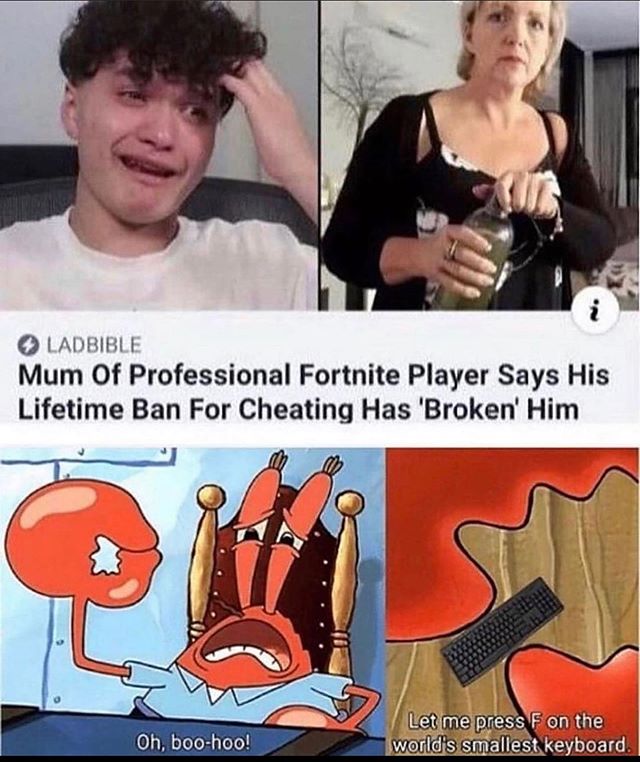 i
LADBIBLE
Mum Of Professional Fortnite Player Says His
Lifetime Ban For Cheating Has 'Broken' Him
Oh, boo-hoo!
Let me press F on the
world's smallest keyboard.